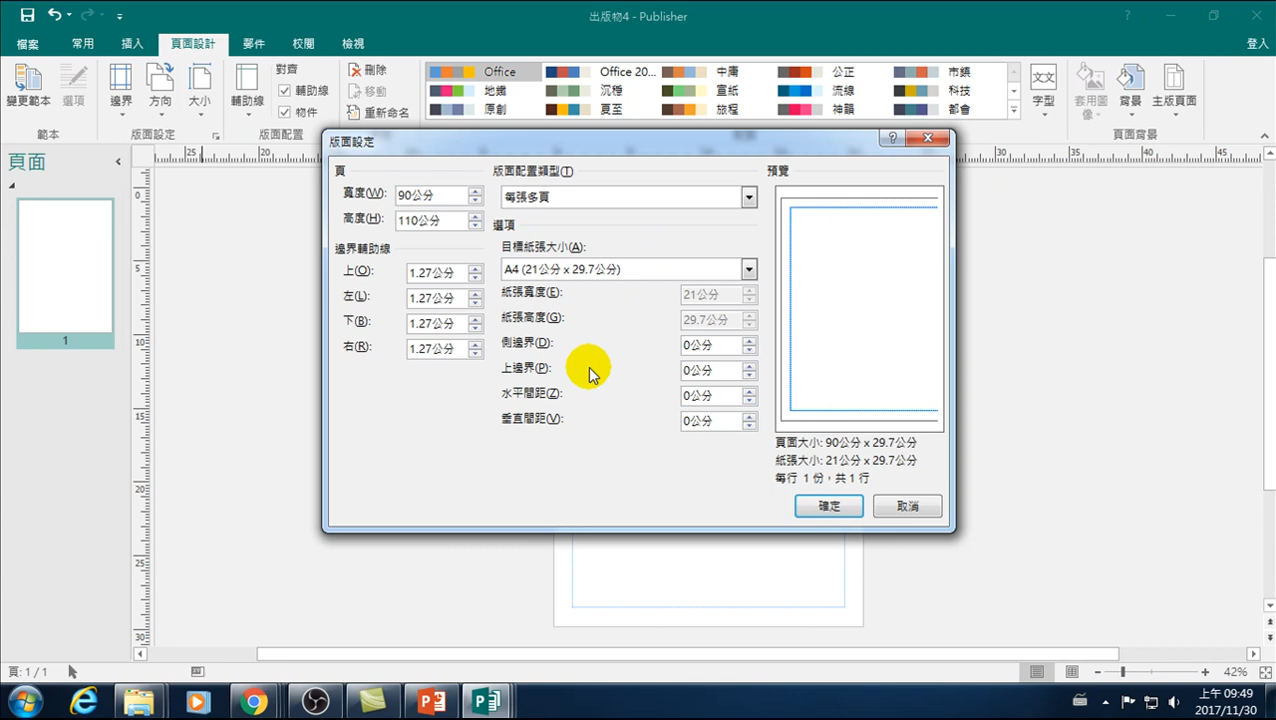 出版物4 - Publisher
檔案 常用 插入 頁面設計 郵件 校閱 檢視 登入
變更範本 選項 邊界 方向 大小 輔助線
對齊
輔助線
物件
刪除
移動
重新命名
Office Office 20... 中庸 公正 市鎮
地鐵 沉穩 宣紙 流線 科技
原創 夏至 旅程 神韻 都會
字型 套用圖像 背景 主版頁面
範本 版面設定 版面配置 頁面背景
頁面
1
25 20 30 35 40 45
0
5
10
15
20
25
30
版面設定
頁
寬度(W): 90公分
高度(H): 110公分
邊界輔助線
上(O): 1.27公分
左(L): 1.27公分
下(B): 1.27公分
右(R): 1.27公分
版面配置類型(T)
每張多頁
選項
目標紙張大小(A):
A4 (21公分 x 29.7公分)
紙張寬度(E): 21公分
紙張高度(G): 29.7公分
側邊界(D): 0公分
上邊界(P): 0公分
水平間距(Z): 0公分
垂直間距(V): 0公分
預覽
頁面大小: 90公分 x 29.7公分
紙張大小: 21公分 x 29.7公分
每行 1 份，共 1 行
確定 取消
頁: 1 / 1
42%
上午 09:49
2017/11/30